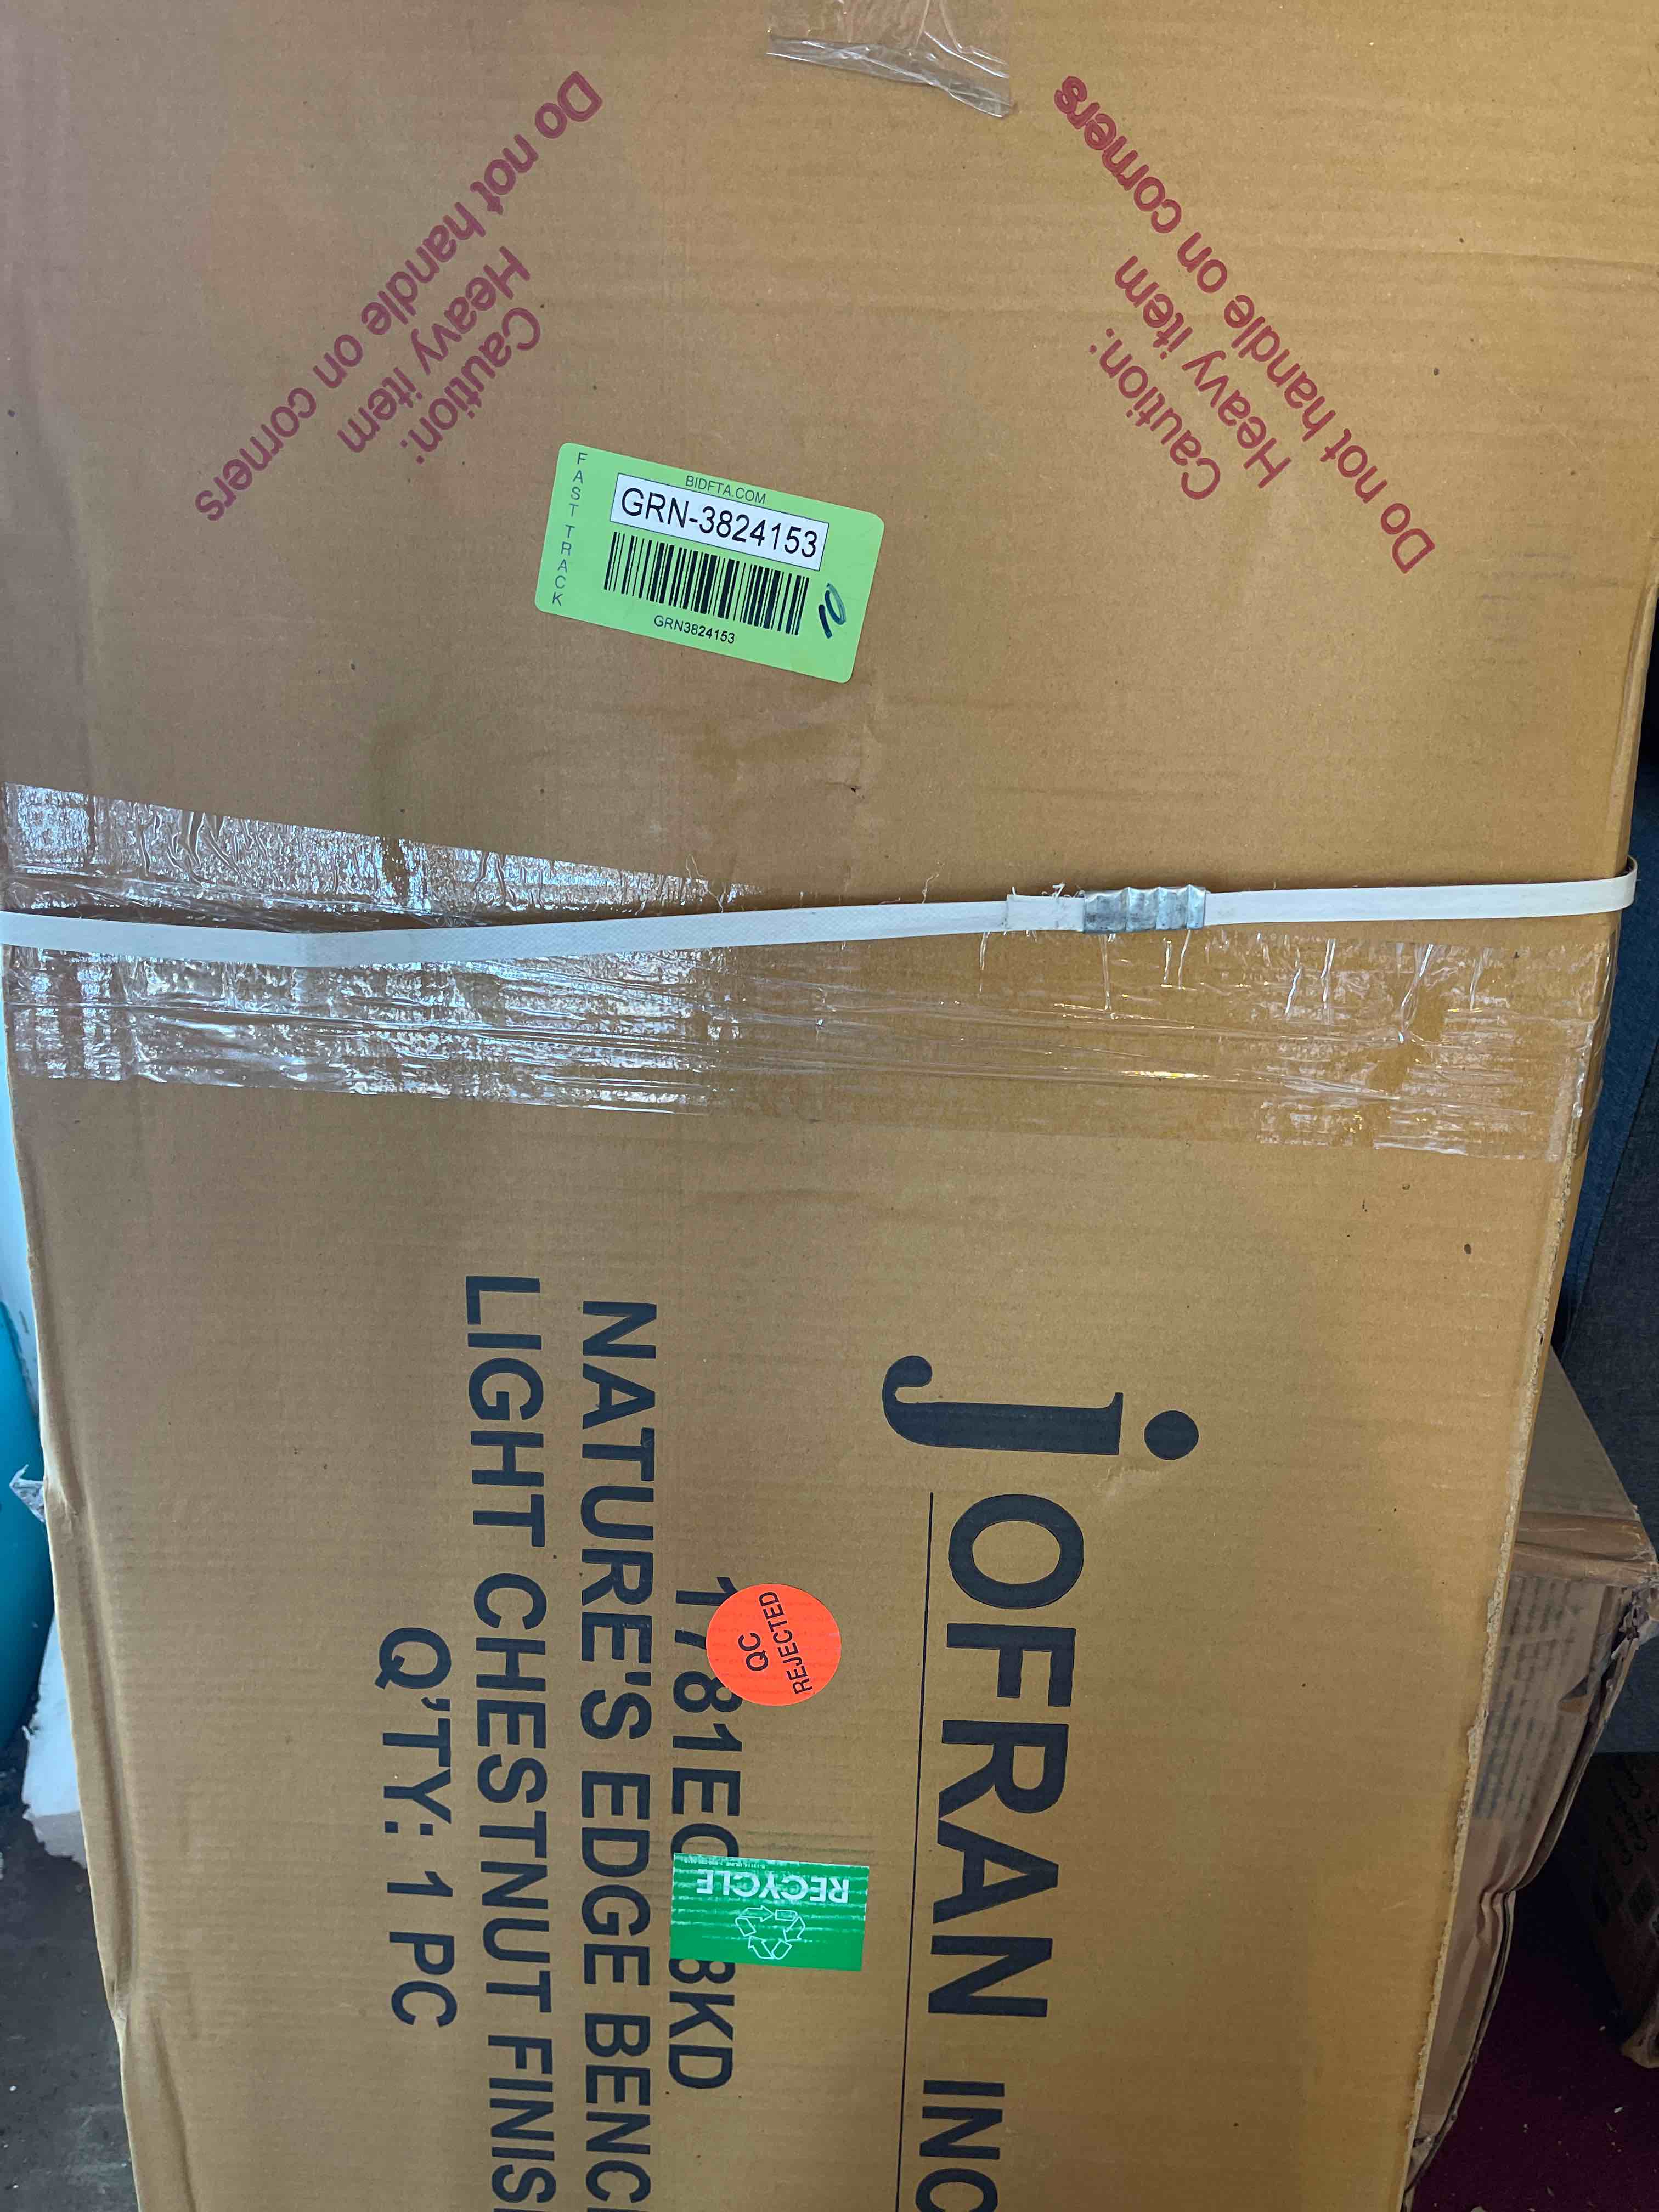 Do not handle on corners
Heavy item
Caution:
Caution:
Heavy item
Do not handle on corners
FAST TRACK
BIDFTA.COM
GRN-3824153
GRN3824153
10
jOFRAN INC
QC
REJECTED
RECYCLE
NATURE'S EDGE BENC
LIGHT CHESTNUT FINIS
Q'TY: 1 PC